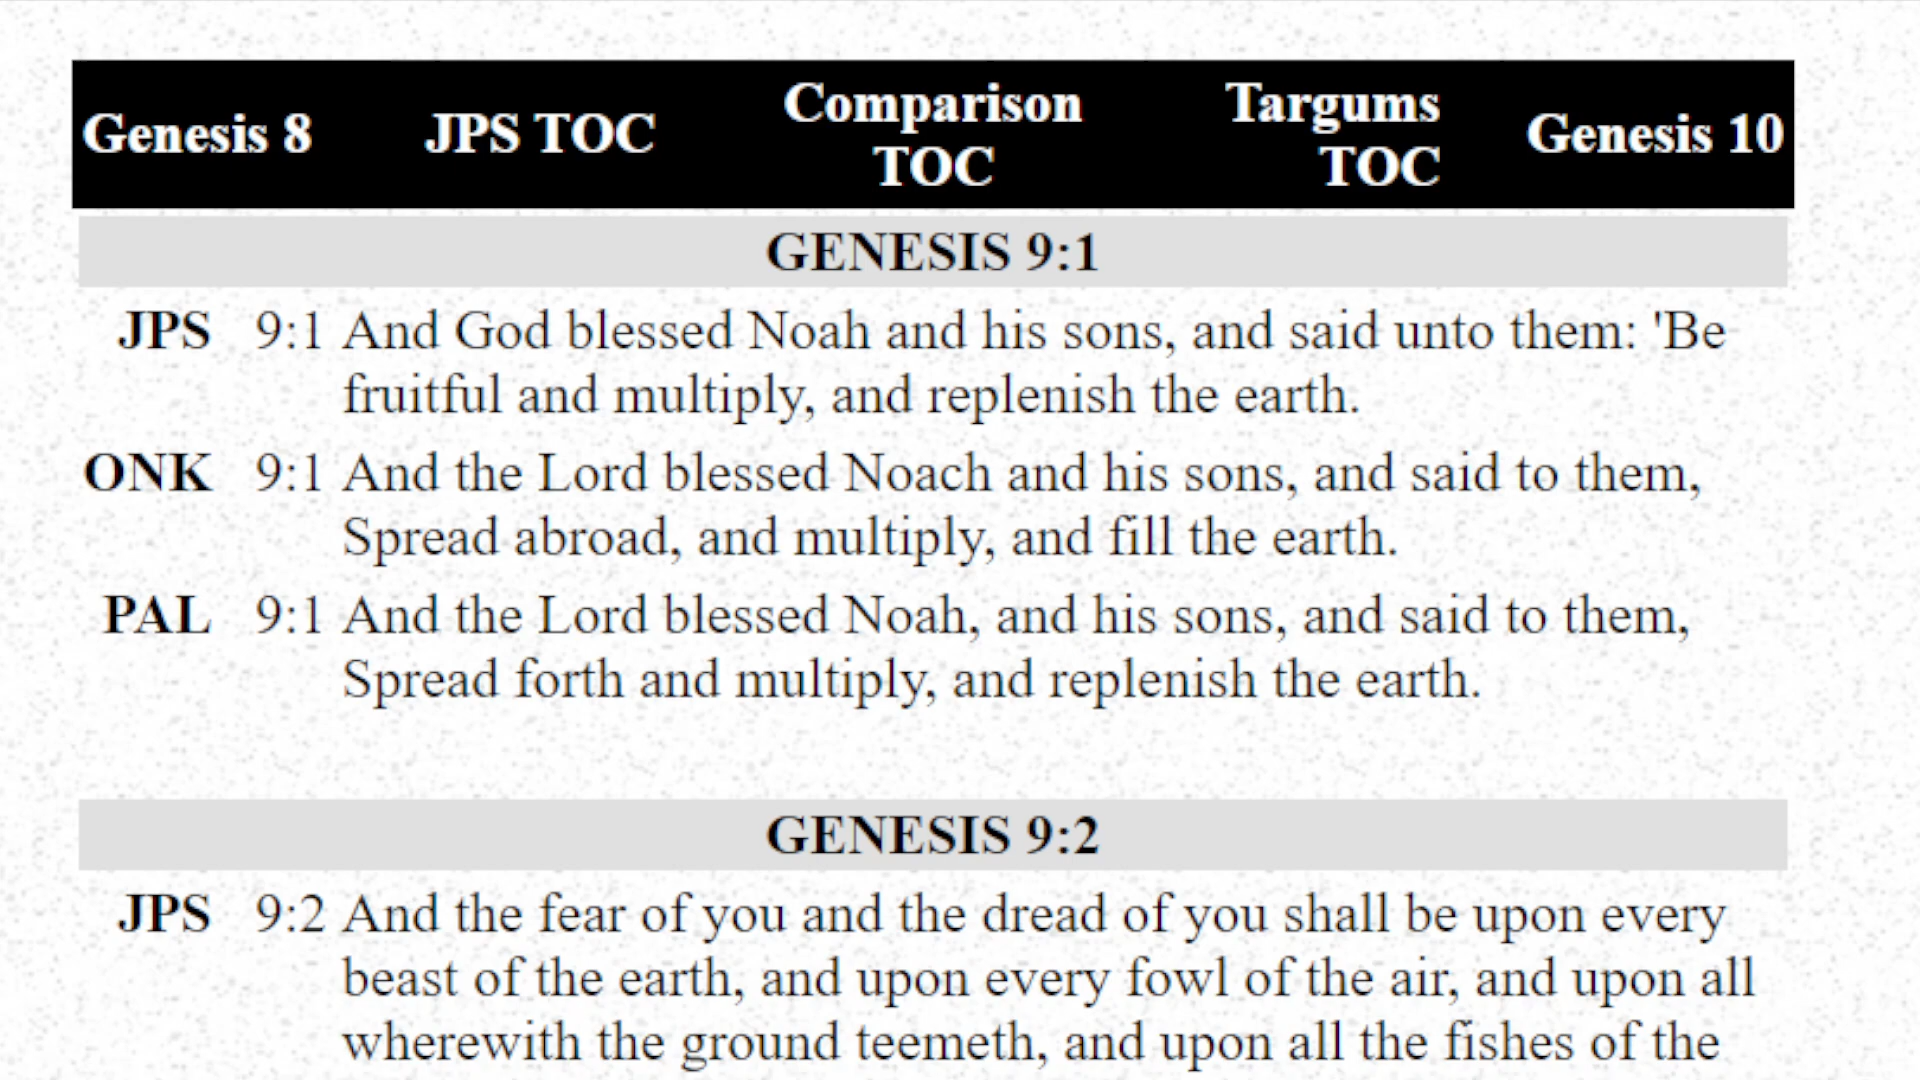 Genesis 8 JPS TOC Comparison TOC Targums TOC Genesis 10
GENESIS 9:1
JPS 9:1 And God blessed Noah and his sons, and said unto them: 'Be
fruitful and multiply, and replenish the earth.
ONK 9:1 And the Lord blessed Noach and his sons, and said to them,
Spread abroad, and multiply, and fill the earth.
PAL 9:1 And the Lord blessed Noah, and his sons, and said to them,
Spread forth and multiply, and replenish the earth.
GENESIS 9:2
JPS 9:2 And the fear of you and the dread of you shall be upon every
beast of the earth, and upon every fowl of the air, and upon all
wherewith the ground teemeth, and upon all the fishes of the